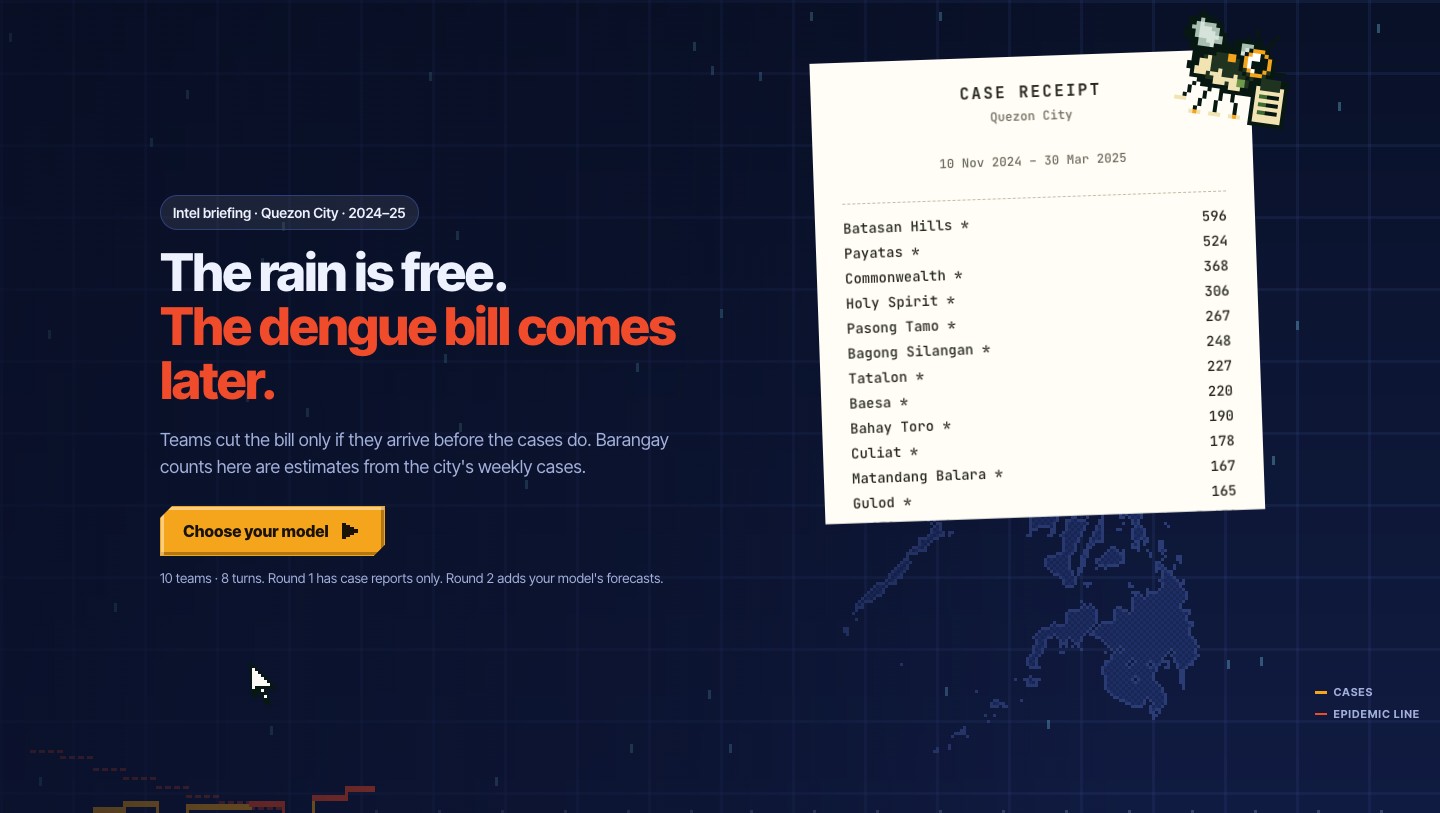 Intel briefing · Quezon City · 2024–25
The rain is free.
The dengue bill comes
later.
Teams cut the bill only if they arrive before the cases do. Barangay
counts here are estimates from the city's weekly cases.
Choose your model
10 teams · 8 turns. Round 1 has case reports only. Round 2 adds your model's forecasts.
CASE RECEIPT
Quezon City
10 Nov 2024 – 30 Mar 2025
Batasan Hills * 596
Payatas * 524
Commonwealth * 368
Holy Spirit * 306
Pasong Tamo * 267
Bagong Silangan * 248
Tatalon * 227
Baesa * 220
Bahay Toro * 190
Culiat * 178
Matandang Balara * 167
Gulod * 165
CASES
EPIDEMIC LINE